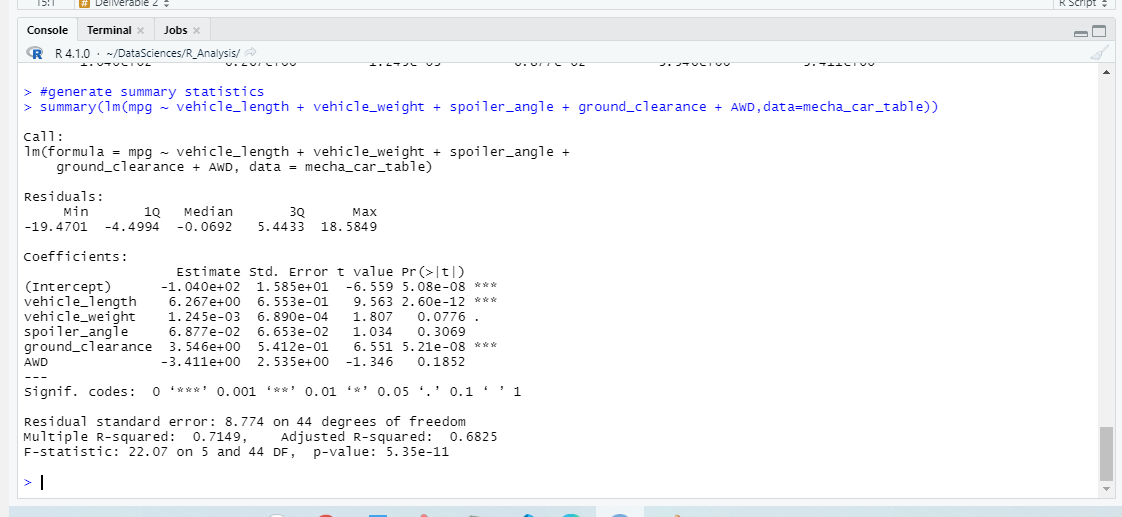 15:1 # Deliverable 2 R Script
Console Terminal × Jobs ×
R R 4.1.0 · ~/DataSciences/R_Analysis/
> #generate summary statistics
> summary(lm(mpg ~ vehicle_length + vehicle_weight + spoiler_angle + ground_clearance + AWD,data=mecha_car_table))
Call:
lm(formula = mpg ~ vehicle_length + vehicle_weight + spoiler_angle +
    ground_clearance + AWD, data = mecha_car_table)
Residuals:
     Min       1Q   Median       3Q      Max
-19.4701  -4.4994  -0.0692   5.4433  18.5849
Coefficients:
                   Estimate Std. Error t value Pr(>|t|)
(Intercept)      -1.040e+02  1.585e+01  -6.559 5.08e-08 ***
vehicle_length    6.267e+00  6.553e-01   9.563 2.60e-12 ***
vehicle_weight    1.245e-03  6.890e-04   1.807   0.0776 .
spoiler_angle     6.877e-02  6.653e-02   1.034   0.3069
ground_clearance  3.546e+00  5.412e-01   6.551 5.21e-08 ***
AWD              -3.411e+00  2.535e+00  -1.346   0.1852
---
Signif. codes:  0 ‘***’ 0.001 ‘**’ 0.01 ‘*’ 0.05 ‘.’ 0.1 ‘ ’ 1
Residual standard error: 8.774 on 44 degrees of freedom
Multiple R-squared:  0.7149,    Adjusted R-squared:  0.6825
F-statistic: 22.07 on 5 and 44 DF,  p-value: 5.35e-11
>